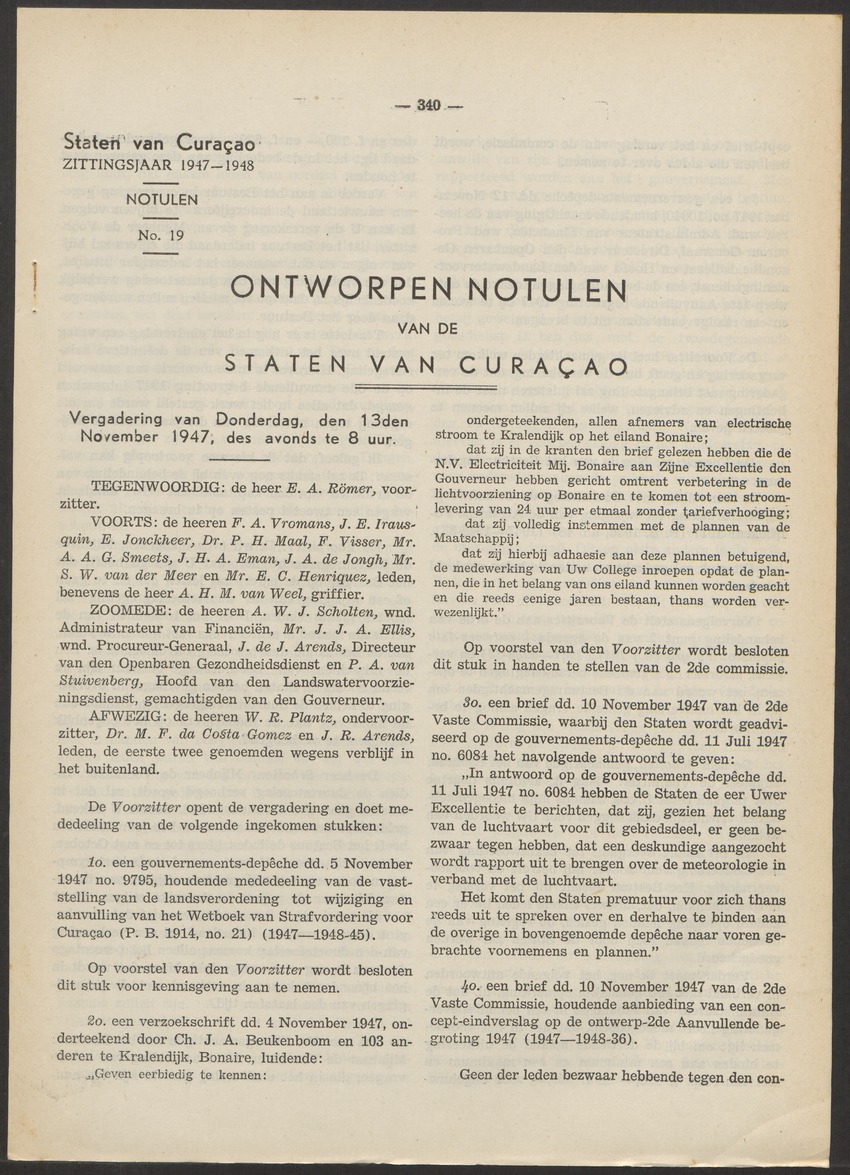 — 340 —
Staten van Curaçao
ZITTINGSJAAR 1947—1948
NOTULEN
No. 19
ONTWORPEN NOTULEN
VAN DE
STATEN VAN CURAÇAO
Vergadering van Donderdag, den 13den
November 1947, des avonds te 8 uur.
TEGENWOORDIG: de heer E. A. Römer, voor-
zitter.
VOORTS: de heeren F. A. Vromans, J. E. Iraus-
quin, E. Jonckheer, Dr. P. H. Maal, F. Visser, Mr.
A. A. G. Smeets, J. H. A. Eman, J. A. de Jongh, Mr.
S. W. van der Meer en Mr. E. C. Henriquez, leden,
benevens de heer A. H. M. van Weel, griffier.
ZOOMEDE: de heeren A. W. J. Scholten, wnd.
Administrateur van Financiën, Mr. J. J. A. Ellis,
wnd. Procureur-Generaal, J. de J. Arends, Directeur
van den Openbaren Gezondheidsdienst en P. A. van
Stuivenberg, Hoofd van den Landswatervoorzie-
ningsdienst, gemachtigden van den Gouverneur.
AFWEZIG: de heeren W. R. Plantz, ondervoor-
zitter, Dr. M. F. da Costa Gomez en J. R. Arends,
leden, de eerste twee genoemden wegens verblijf in
het buitenland.
De Voorzitter opent de vergadering en doet me-
dedeeling van de volgende ingekomen stukken:
1o. een gouvernements-depêche dd. 5 November
1947 no. 9795, houdende mededeeling van de vast-
stelling van de landsverordening tot wijziging en
aanvulling van het Wetboek van Strafvordering voor
Curaçao (P. B. 1914, no. 21) (1947—1948-45).
Op voorstel van den Voorzitter wordt besloten
dit stuk voor kennisgeving aan te nemen.
2o. een verzoekschrift dd. 4 November 1947, on-
derteekend door Ch. J. A. Beukenboom en 103 an-
deren te Kralendijk, Bonaire, luidende:
„Geven eerbiedig te kennen:
ondergeteekenden, allen afnemers van electrische
stroom te Kralendijk op het eiland Bonaire;
dat zij in de kranten den brief gelezen hebben die de
N.V. Electriciteit Mij. Bonaire aan Zijne Excellentie den
Gouverneur hebben gericht omtrent verbetering in de
lichtvoorziening op Bonaire en te komen tot een stroom-
levering van 24 uur per etmaal zonder tariefverhooging;
dat zij volledig instemmen met de plannen van de
Maatschappij;
dat zij hierbij adhaesie aan deze plannen betuigend,
de medewerking van Uw College inroepen opdat de plan-
nen, die in het belang van ons eiland kunnen worden geacht
en die reeds eenige jaren bestaan, thans worden ver-
wezenlijkt.”
Op voorstel van den Voorzitter wordt besloten
dit stuk in handen te stellen van de 2de commissie.
3o. een brief dd. 10 November 1947 van de 2de
Vaste Commissie, waarbij den Staten wordt geadvi-
seerd op de gouvernements-depêche dd. 11 Juli 1947
no. 6084 het navolgende antwoord te geven:
„In antwoord op de gouvernements-depêche dd.
11 Juli 1947 no. 6084 hebben de Staten de eer Uwer
Excellentie te berichten, dat zij, gezien het belang
van de luchtvaart voor dit gebiedsdeel, er geen be-
zwaar tegen hebben, dat een deskundige aangezocht
wordt rapport uit te brengen over de meteorologie in
verband met de luchtvaart.
Het komt den Staten prematuur voor zich thans
reeds uit te spreken over en derhalve te binden aan
de overige in bovengenoemde depêche naar voren ge-
brachte voornemens en plannen.”
4o. een brief dd. 10 November 1947 van de 2de
Vaste Commissie, houdende aanbieding van een con-
cept-eindverslag op de ontwerp-2de Aanvullende be-
groting 1947 (1947—1948-36).
Geen der leden bezwaar hebbende tegen den con-